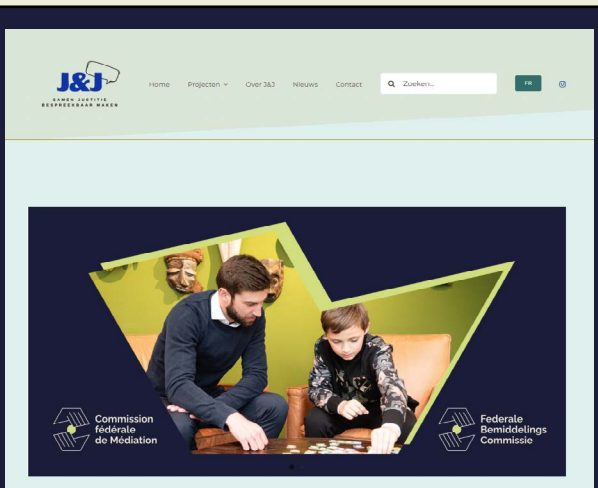 J&J
SAMEN JUSTITIE
BESPREEKBAAR MAKEN
Home Projecten Over J&J Nieuws Contact Zoeken... FR
Commission
fédérale
de Médiation
Federale
Bemiddelings
Commissie